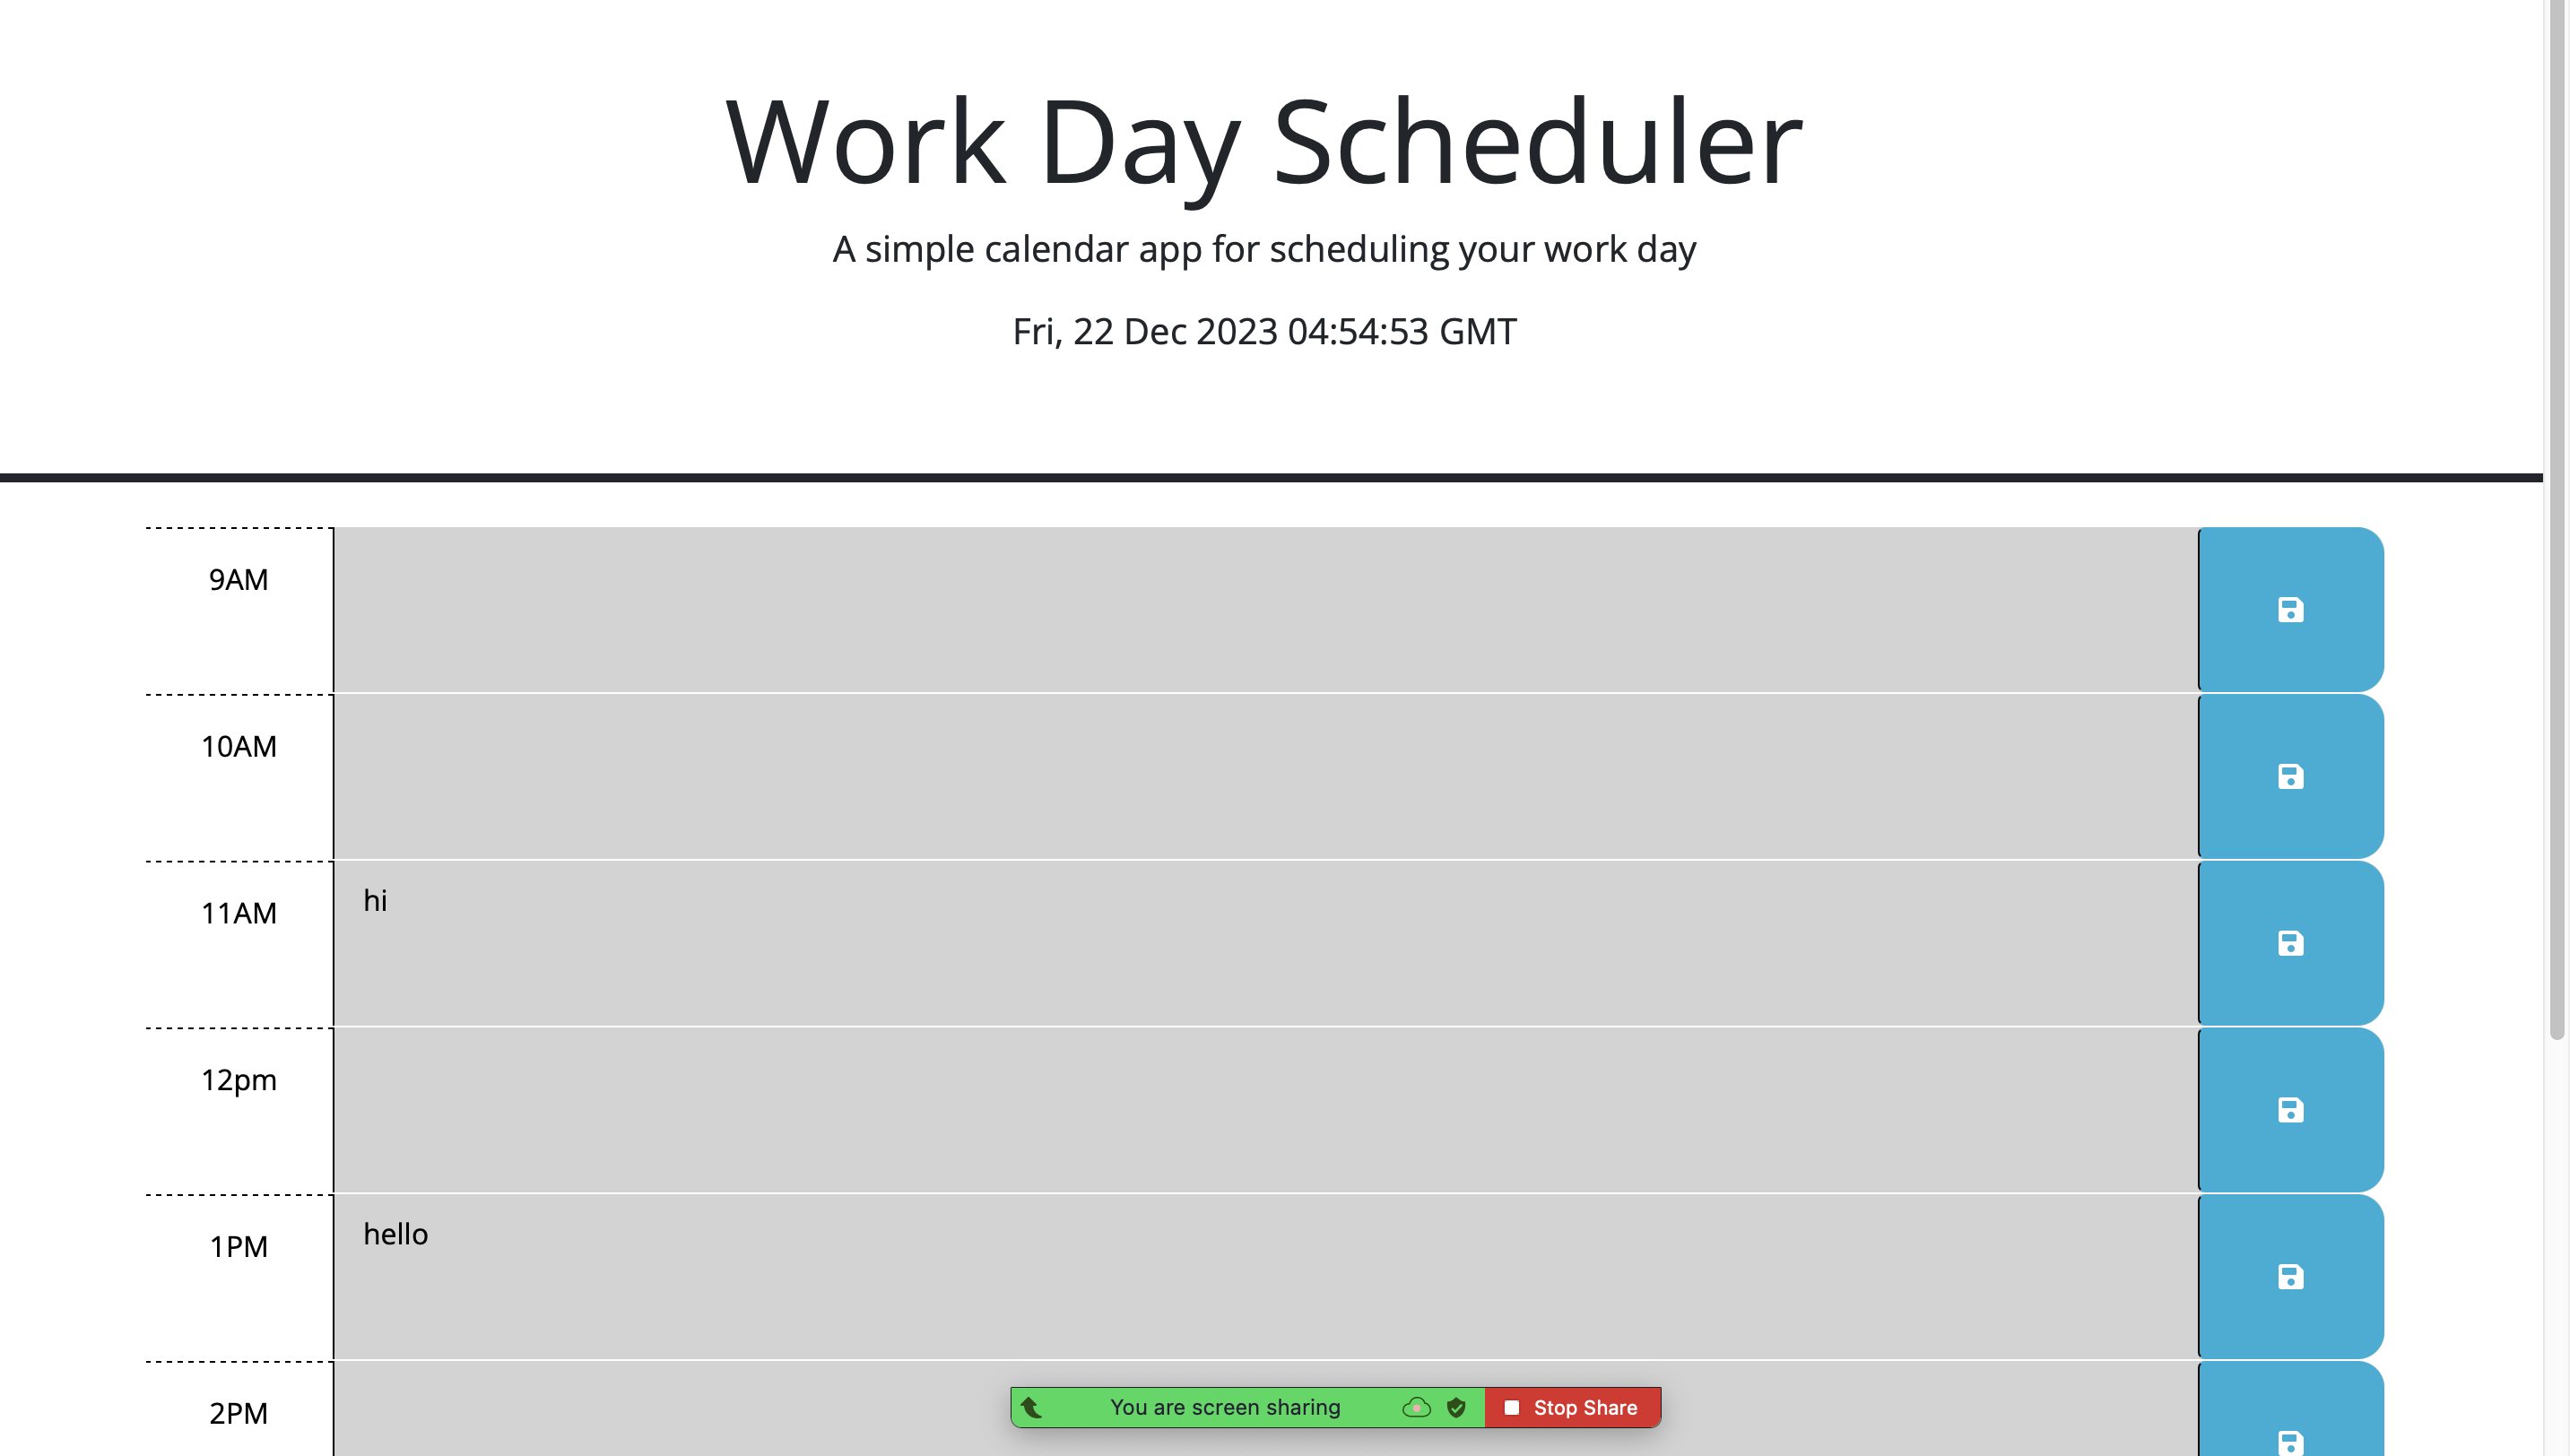 Work Day Scheduler
A simple calendar app for scheduling your work day
Fri, 22 Dec 2023 04:54:53 GMT
9AM
10AM
11AM
hi
12pm
1PM
hello
2PM
You are screen sharing
Stop Share